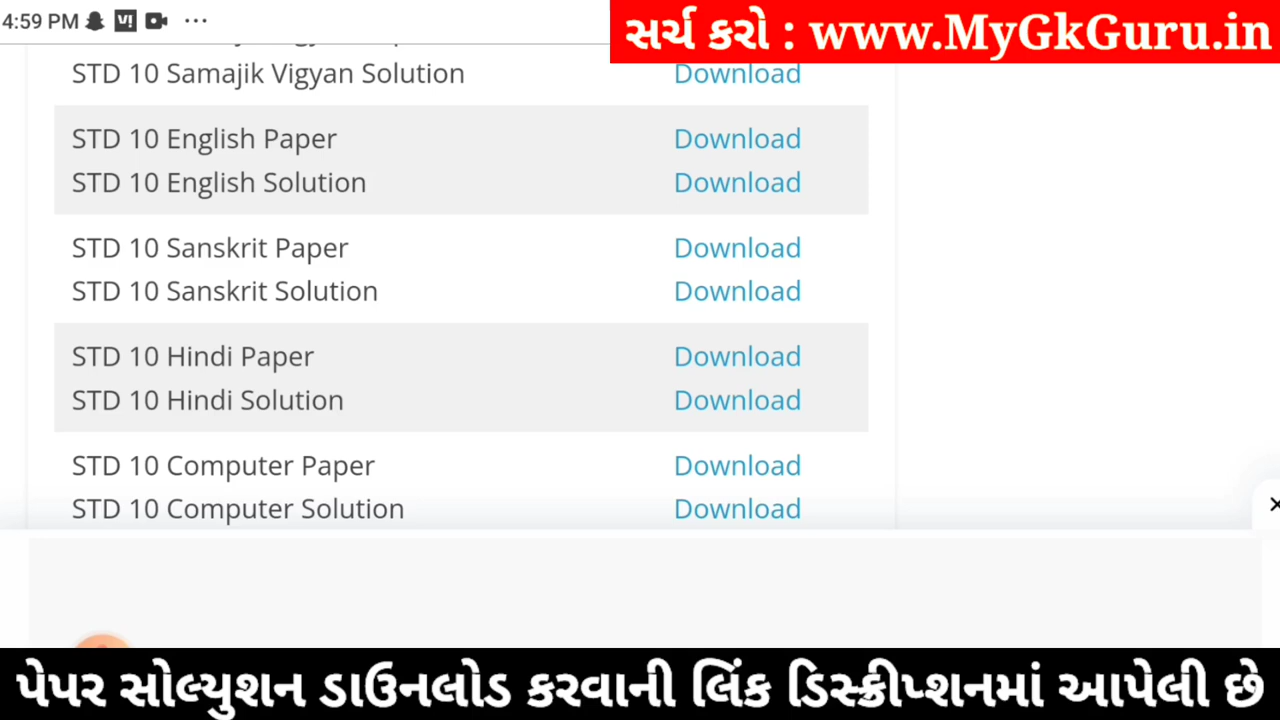 4:59 PM
સર્ચ કરો : www.MyGkGuru.in
STD 10 Samajik Vigyan Solution Download
STD 10 English Paper Download
STD 10 English Solution Download
STD 10 Sanskrit Paper Download
STD 10 Sanskrit Solution Download
STD 10 Hindi Paper Download
STD 10 Hindi Solution Download
STD 10 Computer Paper Download
STD 10 Computer Solution Download
પેપર સોલ્યુશન ડાઉનલોડ કરવાની લિંક ડિસ્ક્રીપ્શનમાં આપેલી છે